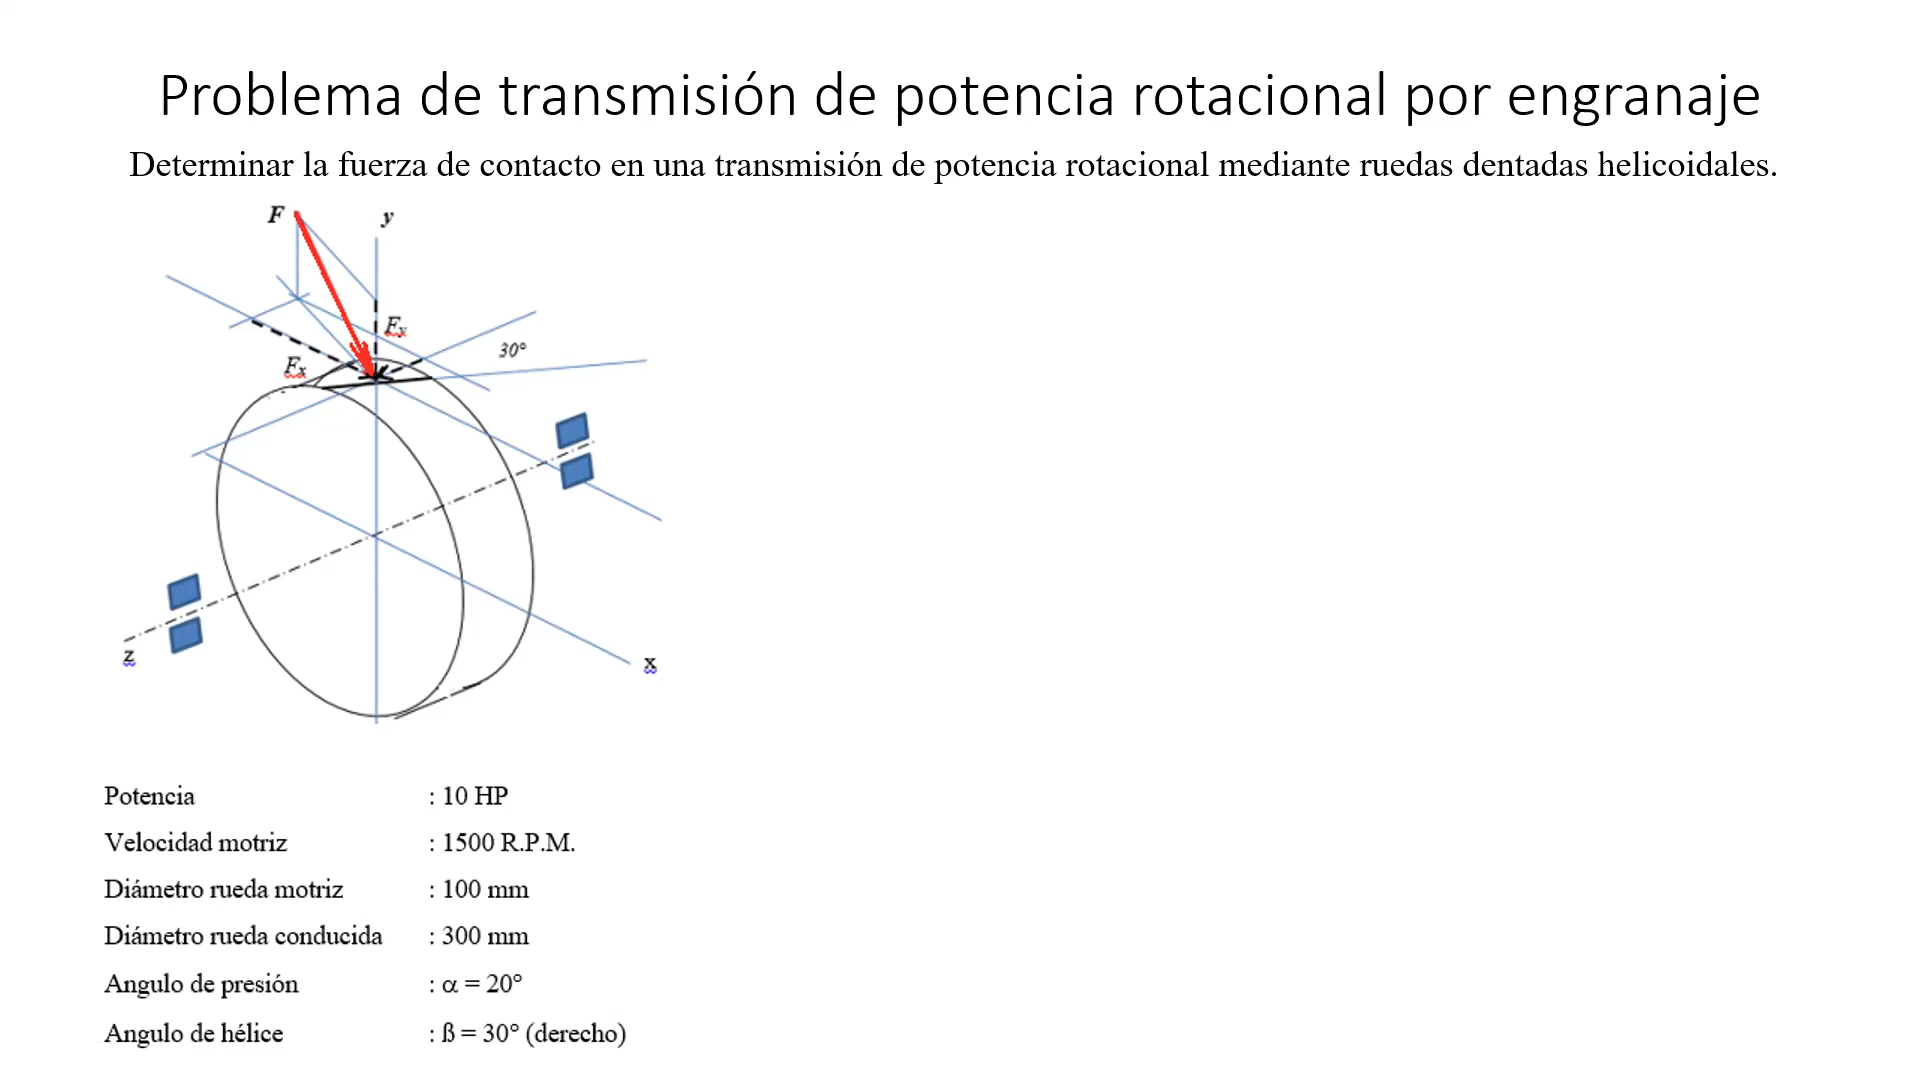 Problema de transmisión de potencia rotacional por engranaje
Determinar la fuerza de contacto en una transmisión de potencia rotacional mediante ruedas dentadas helicoidales.
F
y
Fx
30°
Fx
z
x
Potencia : 10 HP
Velocidad motriz : 1500 R.P.M.
Diámetro rueda motriz : 100 mm
Diámetro rueda conducida : 300 mm
Angulo de presión : α = 20°
Angulo de hélice : ß = 30° (derecho)